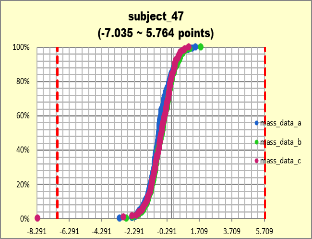 subject_47
(-7.035 ~ 5.764 points)
100%
80%
60%
40%
20%
0%
mass_data_a
mass_data_b
mass_data_c
-8.291 -6.291 -4.291 -2.291 -0.291 1.709 3.709 5.709